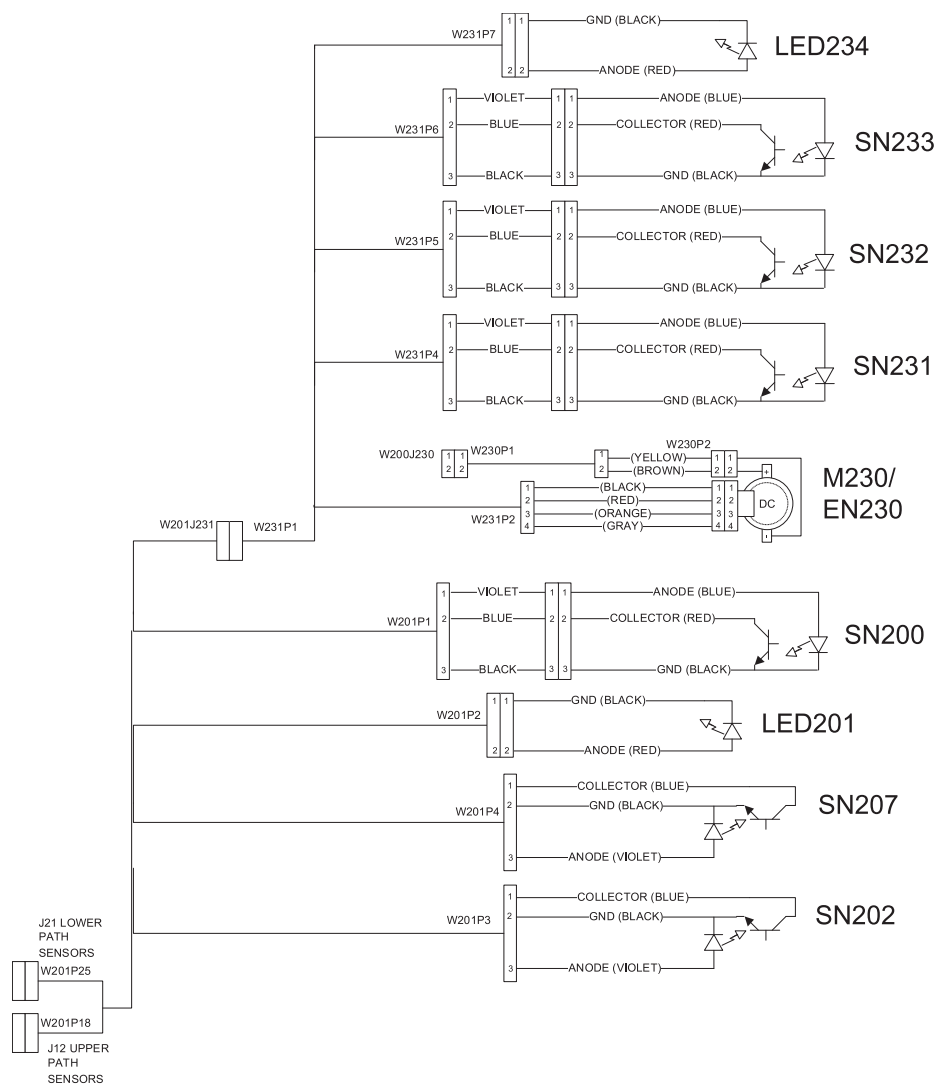 W231P7
1 1 GND (BLACK)
2 2 ANODE (RED)
LED234
W231P6
1 VIOLET 1 1 ANODE (BLUE)
2 BLUE 2 2 COLLECTOR (RED)
3 BLACK 3 3 GND (BLACK)
SN233
W231P5
1 VIOLET 1 1 ANODE (BLUE)
2 BLUE 2 2 COLLECTOR (RED)
3 BLACK 3 3 GND (BLACK)
SN232
W231P4
1 VIOLET 1 1 ANODE (BLUE)
2 BLUE 2 2 COLLECTOR (RED)
3 BLACK 3 3 GND (BLACK)
SN231
W200J230 W230P1 W230P2
1 1 1 (YELLOW) 1 1
2 2 2 (BROWN) 2 2 +
W231P2
1 (BLACK) 1 1
2 (RED) 2 2
3 (ORANGE) 3 3
4 (GRAY) 4 4
DC
-
M230/
EN230
W201J231 W231P1
W201P1
1 VIOLET 1 1 ANODE (BLUE)
2 BLUE 2 2 COLLECTOR (RED)
3 BLACK 3 3 GND (BLACK)
SN200
W201P2
1 1 GND (BLACK)
2 2 ANODE (RED)
LED201
W201P4
1 COLLECTOR (BLUE)
2 GND (BLACK)
3 ANODE (VIOLET)
SN207
W201P3
1 COLLECTOR (BLUE)
2 GND (BLACK)
3 ANODE (VIOLET)
SN202
J21 LOWER
PATH
SENSORS
W201P25
W201P18
J12 UPPER
PATH
SENSORS